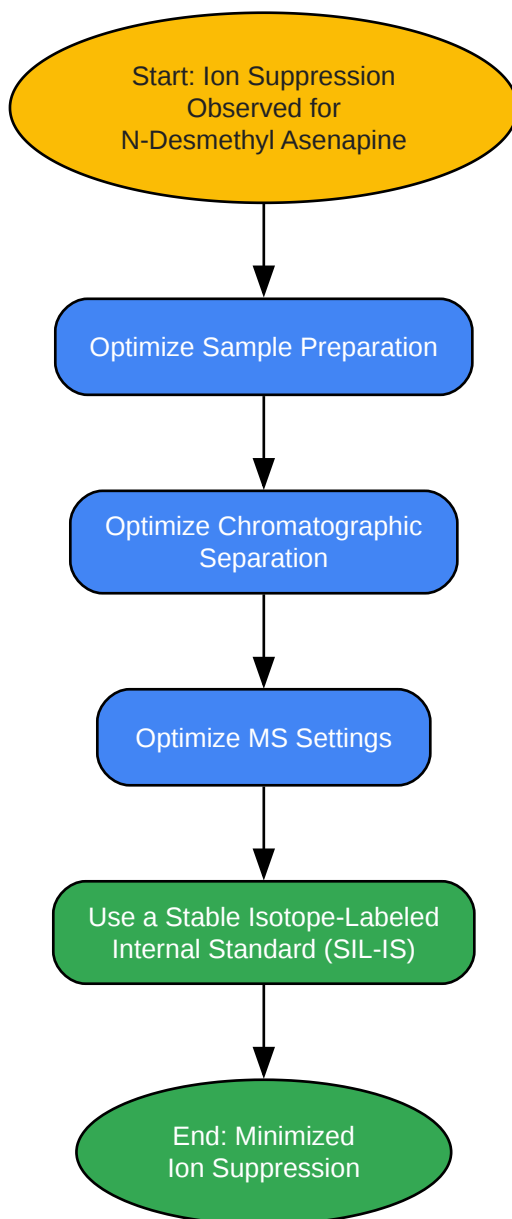 Start: Ion Suppression
Observed for
N-Desmethyl Asenapine
Optimize Sample Preparation
Optimize Chromatographic
Separation
Optimize MS Settings
Use a Stable Isotope-Labeled
Internal Standard (SIL-IS)
End: Minimized
Ion Suppression